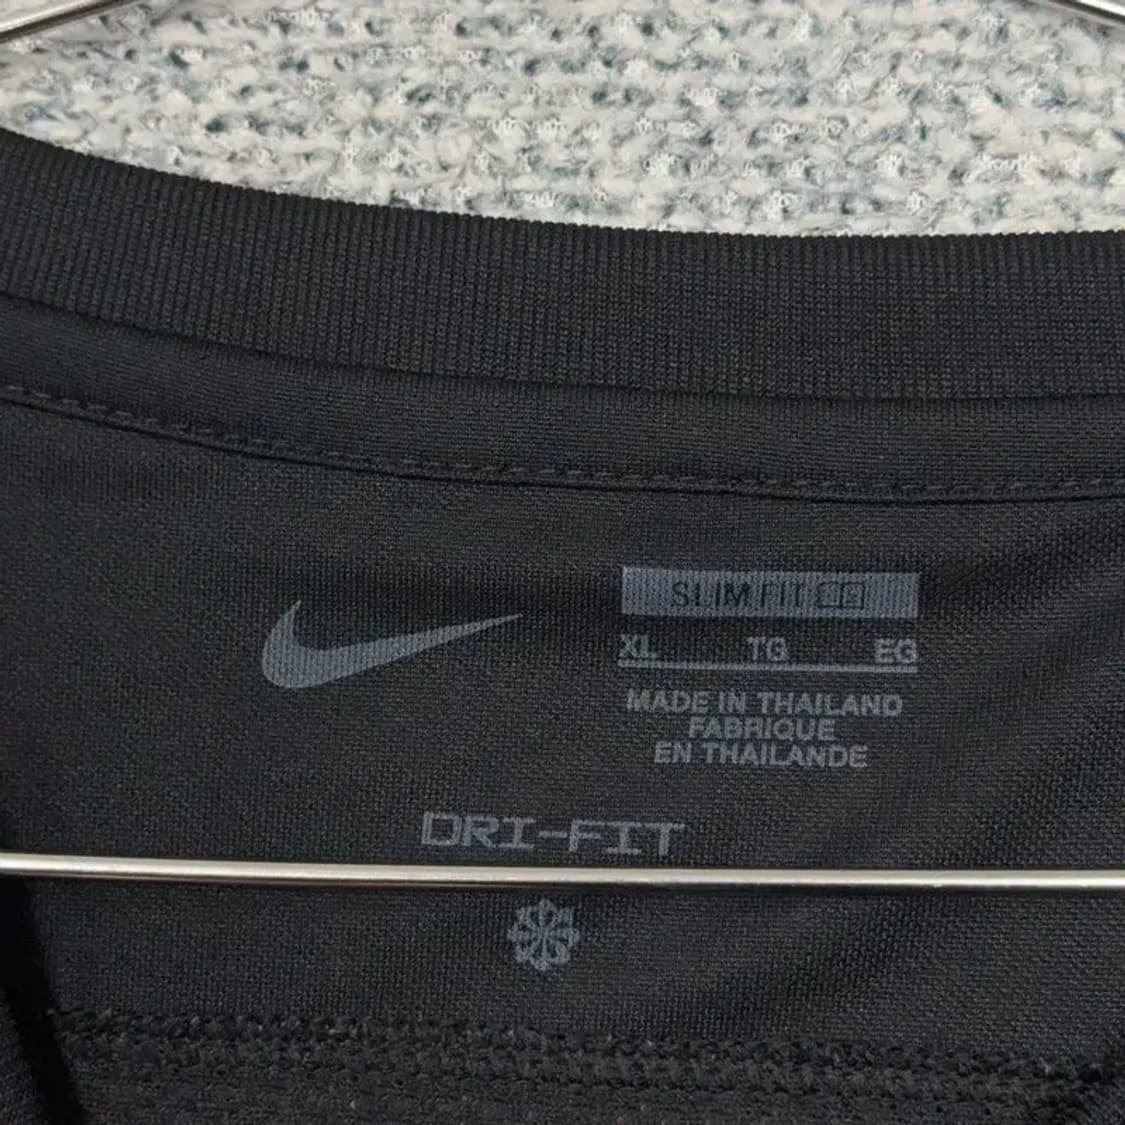 SLIM FIT
XL TG EG
MADE IN THAILAND
FABRIQUE
EN THAILANDE
DRI-FIT